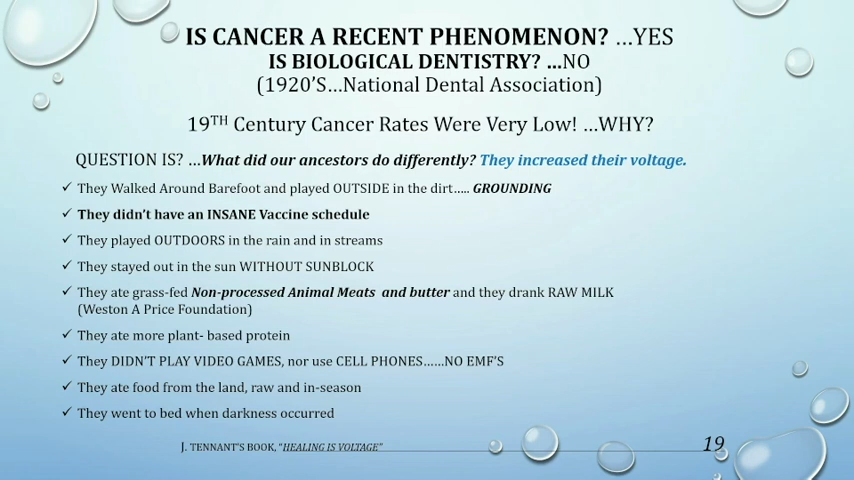 IS CANCER A RECENT PHENOMENON? ...YES
IS BIOLOGICAL DENTISTRY? ...NO
(1920'S...National Dental Association)
19TH Century Cancer Rates Were Very Low! ...WHY?
QUESTION IS? ...What did our ancestors do differently? They increased their voltage.
✓ They Walked Around Barefoot and played OUTSIDE in the dirt..... GROUNDING
✓ They didn't have an INSANE Vaccine schedule
✓ They played OUTDOORS in the rain and in streams
✓ They stayed out in the sun WITHOUT SUNBLOCK
✓ They ate grass-fed Non-processed Animal Meats and butter and they drank RAW MILK
(Weston A Price Foundation)
✓ They ate more plant- based protein
✓ They DIDN'T PLAY VIDEO GAMES, nor use CELL PHONES......NO EMF'S
✓ They ate food from the land, raw and in-season
✓ They went to bed when darkness occurred
J. TENNANT'S BOOK, "HEALING IS VOLTAGE"
19